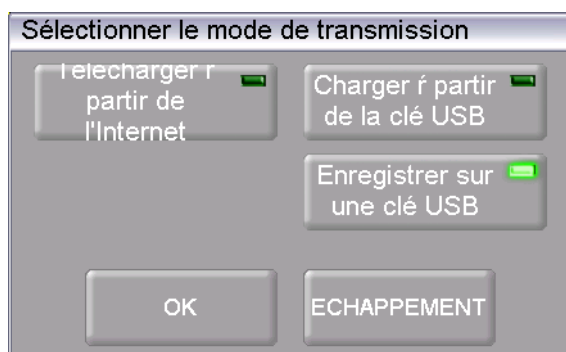 Sélectionner le mode de transmission
Télécharger ŕ
partir de
l'Internet
Charger ŕ partir
de la clé USB
Enregistrer sur
une clé USB
OK
ECHAPPEMENT